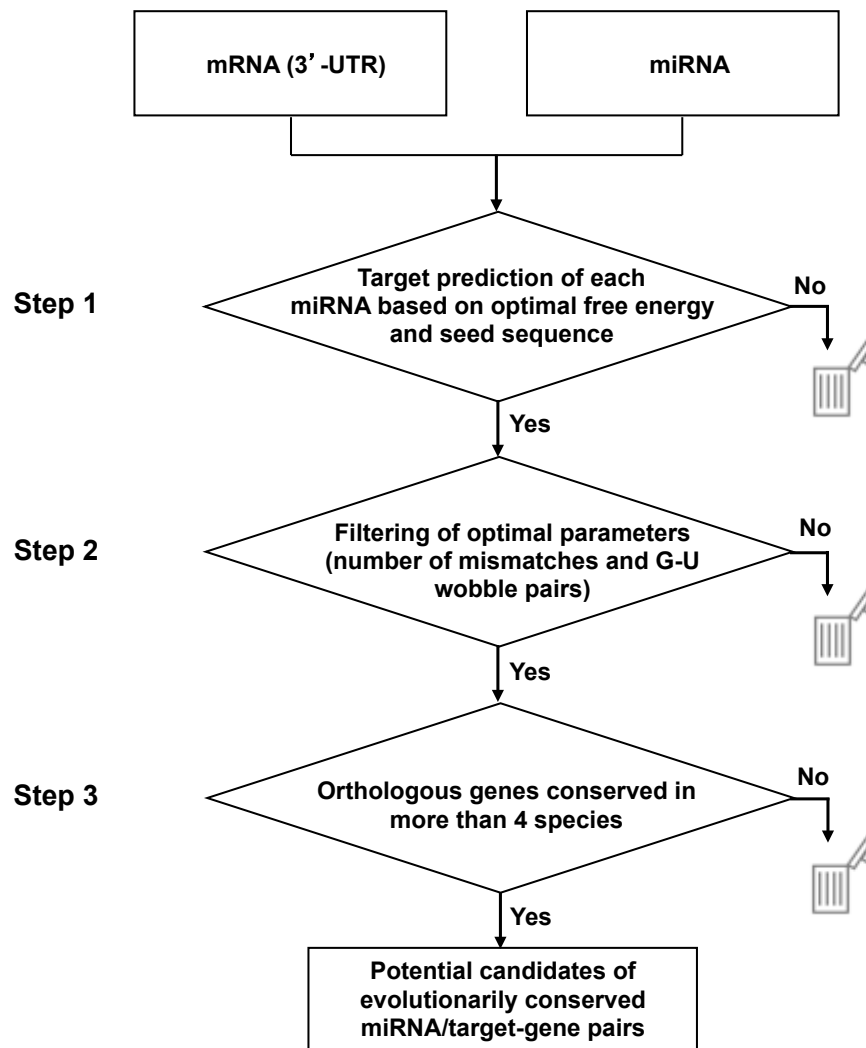 mRNA (3’-UTR)
miRNA
Step 1
Target prediction of each
miRNA based on optimal free energy
and seed sequence
No
Yes
Step 2
Filtering of optimal parameters
(number of mismatches and G-U
wobble pairs)
No
Yes
Step 3
Orthologous genes conserved in
more than 4 species
No
Yes
Potential candidates of
evolutionarily conserved
miRNA/target-gene pairs